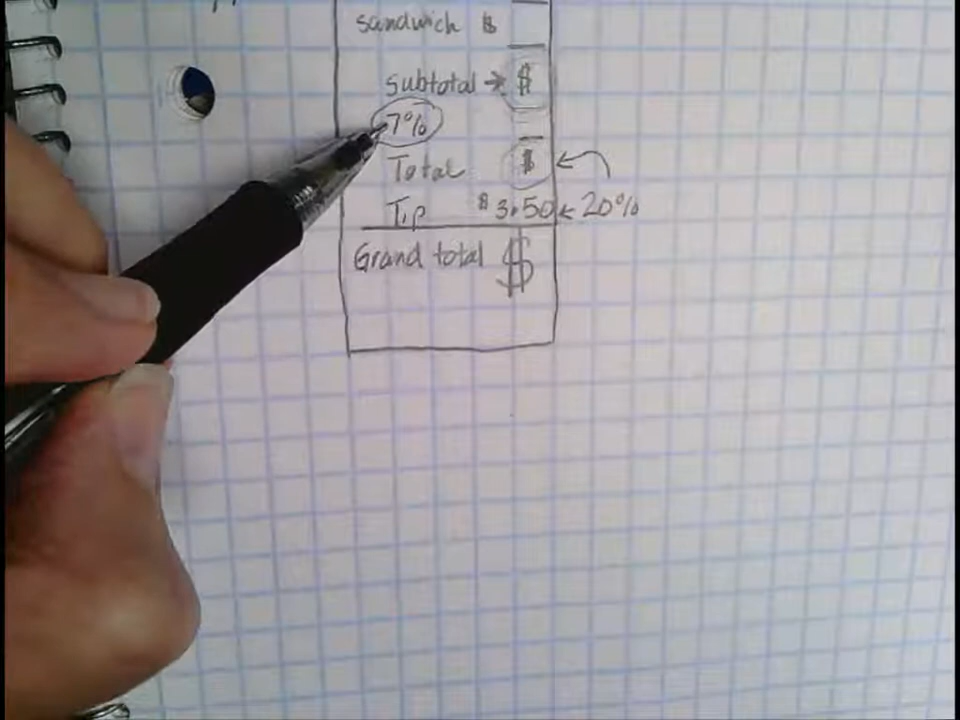 sandwich $
Subtotal → $
7%
Total $ ←
Tip $3.50 ← 20%
Grand total $